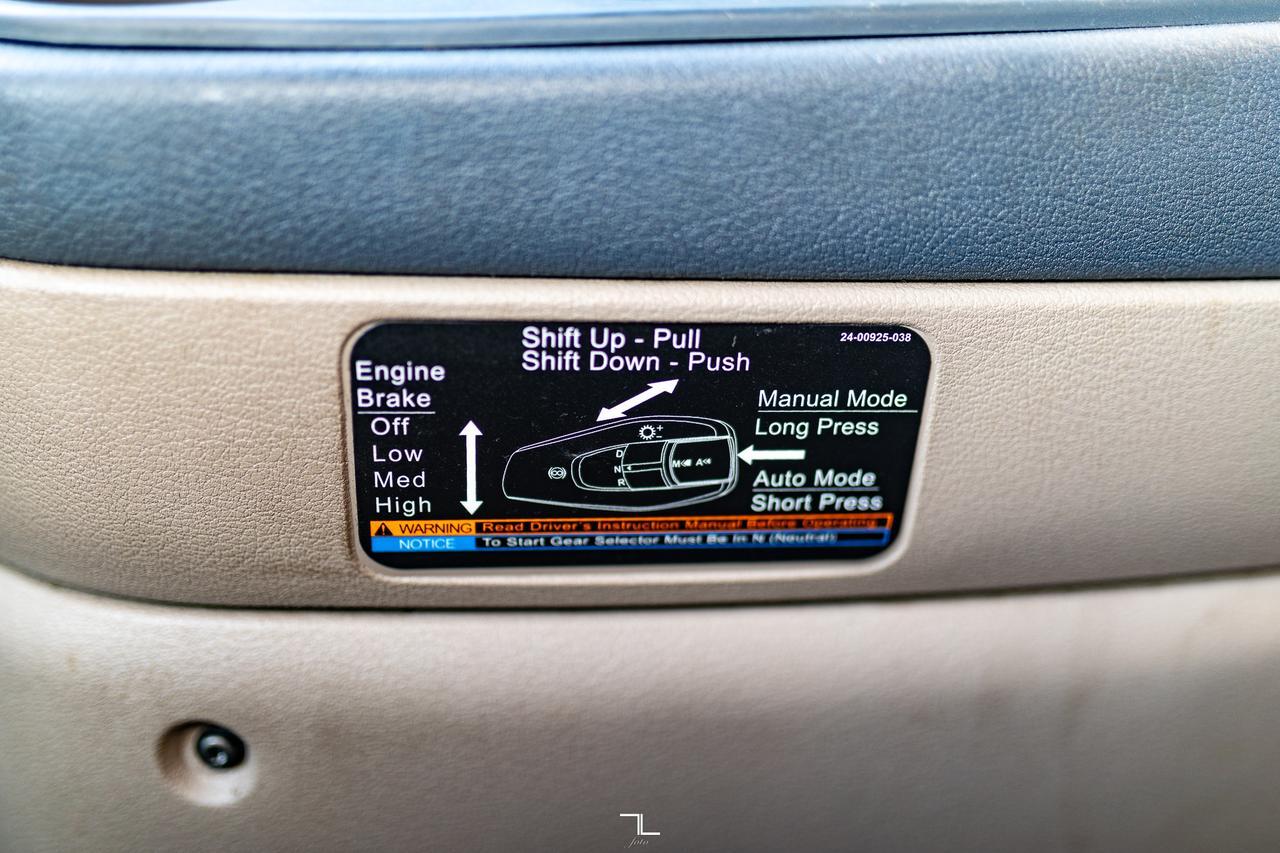 Shift Up - Pull
Shift Down - Push
24-00925-038
Engine
Brake
Off
Low
Med
High
D
N
R
M
A
Manual Mode
Long Press
Auto Mode
Short Press
WARNING Read Driver's Instruction Manual Before Operating
NOTICE To Start Gear Selector Must Be In N (Neutral)
foto